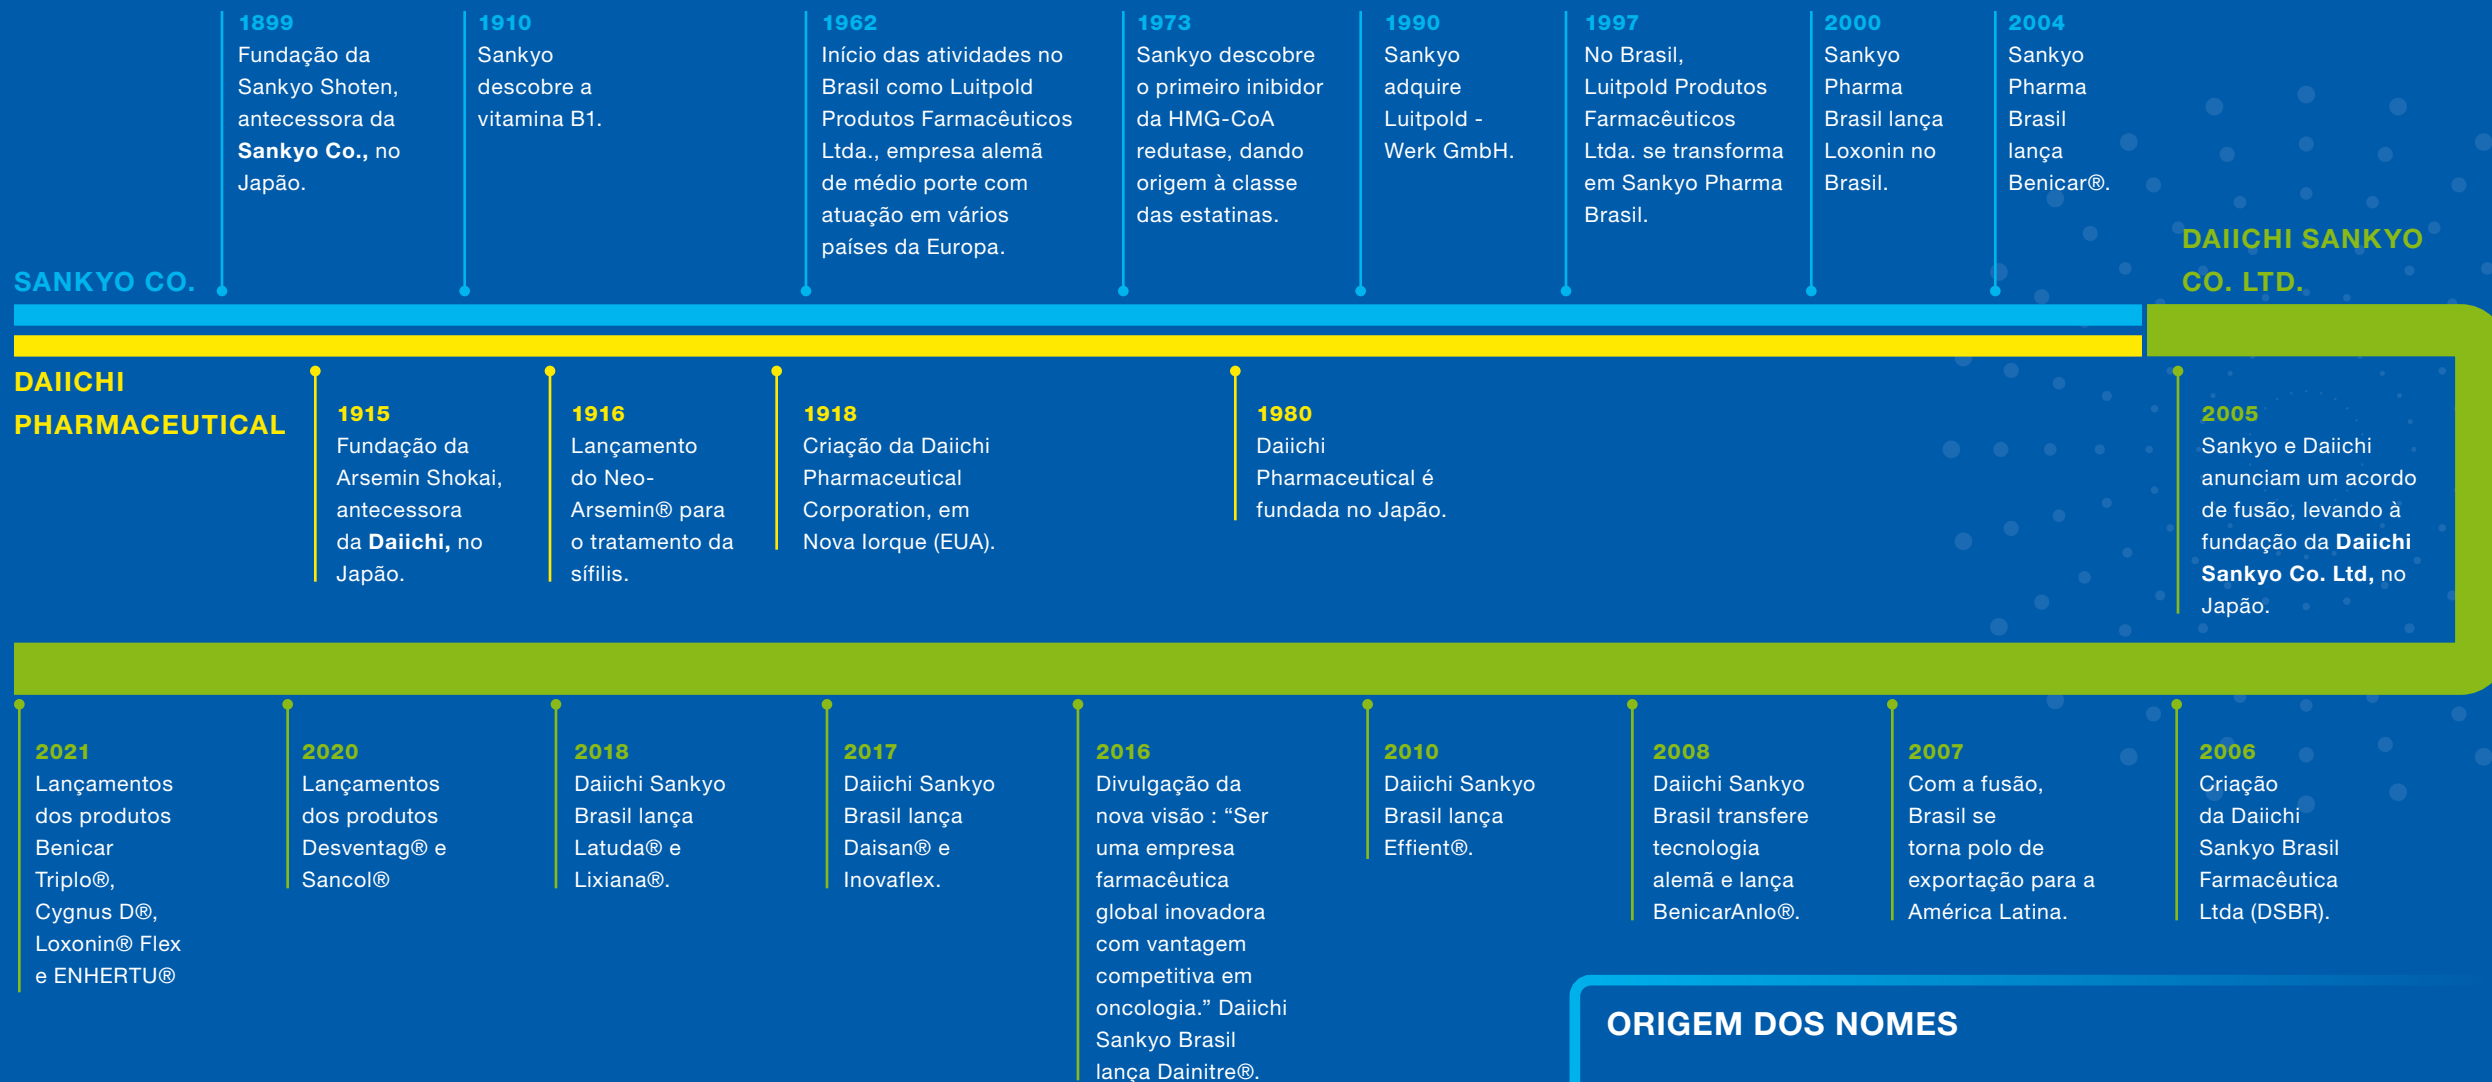 1899
Fundação da
Sankyo Shoten,
antecessora da
Sankyo Co., no
Japão.
1910
Sankyo
descobre a
vitamina B1.
1962
Início das atividades no
Brasil como Luitpold
Produtos Farmacêuticos
Ltda., empresa alemã
de médio porte com
atuação em vários
países da Europa.
1973
Sankyo descobre
o primeiro inibidor
da HMG-CoA
redutase, dando
origem à classe
das estatinas.
1990
Sankyo
adquire
Luitpold -
Werk GmbH.
1997
No Brasil,
Luitpold Produtos
Farmacêuticos
Ltda. se transforma
em Sankyo Pharma
Brasil.
2000
Sankyo
Pharma
Brasil lança
Loxonin no
Brasil.
2004
Sankyo
Pharma
Brasil
lança
Benicar®.
SANKYO CO.
DAIICHI SANKYO
CO. LTD.
DAIICHI
PHARMACEUTICAL
1915
Fundação da
Arsemin Shokai,
antecessora
da Daiichi, no
Japão.
1916
Lançamento
do Neo-
Arsemin® para
o tratamento da
sífilis.
1918
Criação da Daiichi
Pharmaceutical
Corporation, em
Nova Iorque (EUA).
1980
Daiichi
Pharmaceutical é
fundada no Japão.
2005
Sankyo e Daiichi
anunciam um acordo
de fusão, levando à
fundação da Daiichi
Sankyo Co. Ltd, no
Japão.
2021
Lançamentos
dos produtos
Benicar
Triplo®,
Cygnus D®,
Loxonin® Flex
e ENHERTU®
2020
Lançamentos
dos produtos
Desventag® e
Sancol®
2018
Daiichi Sankyo
Brasil lança
Latuda® e
Lixiana®.
2017
Daiichi Sankyo
Brasil lança
Daisan® e
Inovaflex.
2016
Divulgação da
nova visão : “Ser
uma empresa
farmacêutica
global inovadora
com vantagem
competitiva em
oncologia.” Daiichi
Sankyo Brasil
lança Dainitre®.
2010
Daiichi Sankyo
Brasil lança
Effient®.
2008
Daiichi Sankyo
Brasil transfere
tecnologia
alemã e lança
BenicarAnlo®.
2007
Com a fusão,
Brasil se
torna polo de
exportação para a
América Latina.
2006
Criação
da Daiichi
Sankyo Brasil
Farmacêutica
Ltda (DSBR).
ORIGEM DOS NOMES